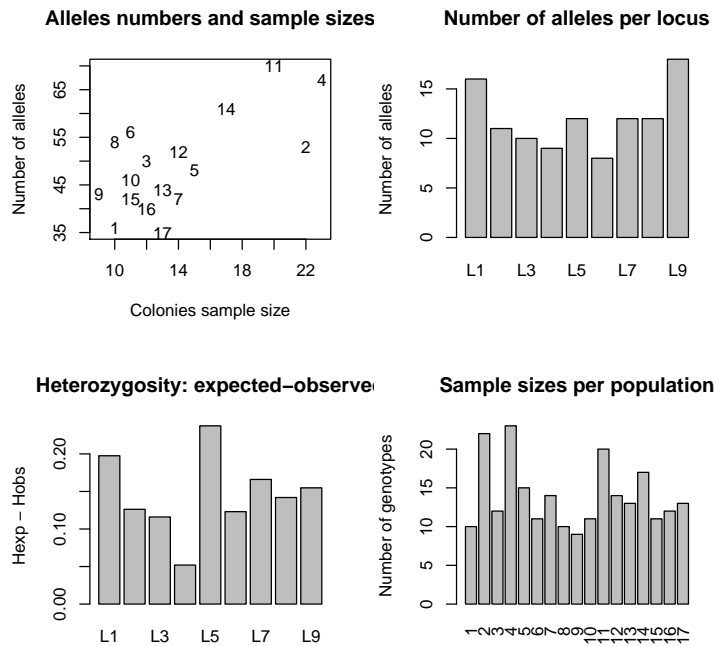 Alleles numbers and sample sizes
Number of alleles
35
45
55
65
11
4
14
6
8
12
2
3
5
10
9
13
15
7
16
1
17
10
14
18
22
Colonies sample size
Number of alleles per locus
Number of alleles
0
5
10
15
L1
L3
L5
L7
L9
Heterozygosity: expected−observe
Hexp − Hobs
0.00
0.10
0.20
L1
L3
L5
L7
L9
Sample sizes per population
Number of genotypes
0
5
10
15
20
1
2
3
4
5
6
7
8
9
10
11
12
13
14
15
16
17